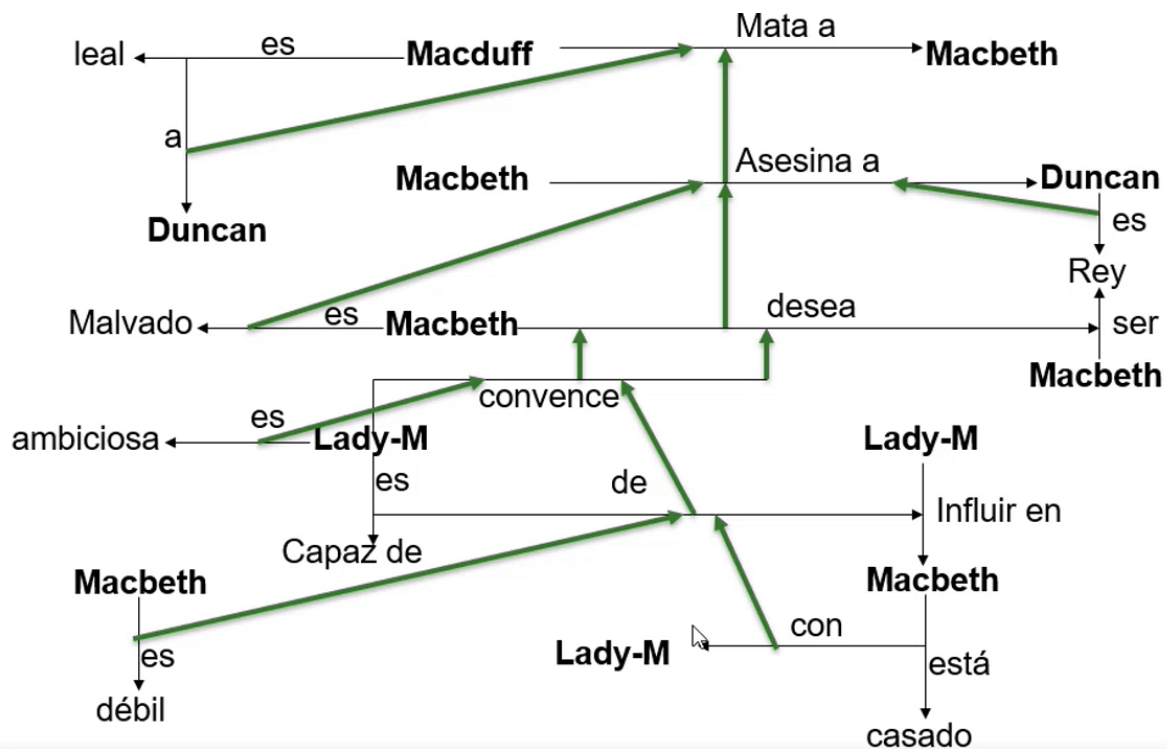 Mata a
leal es Macduff Macbeth
a
Asesina a
Macbeth Duncan
Duncan es
Rey
desea
Malvado es Macbeth ser
Macbeth
convence
es
ambiciosa Lady-M Lady-M
es de
Influir en
Capaz de
Macbeth Macbeth
con
es Lady-M está
débil
casado